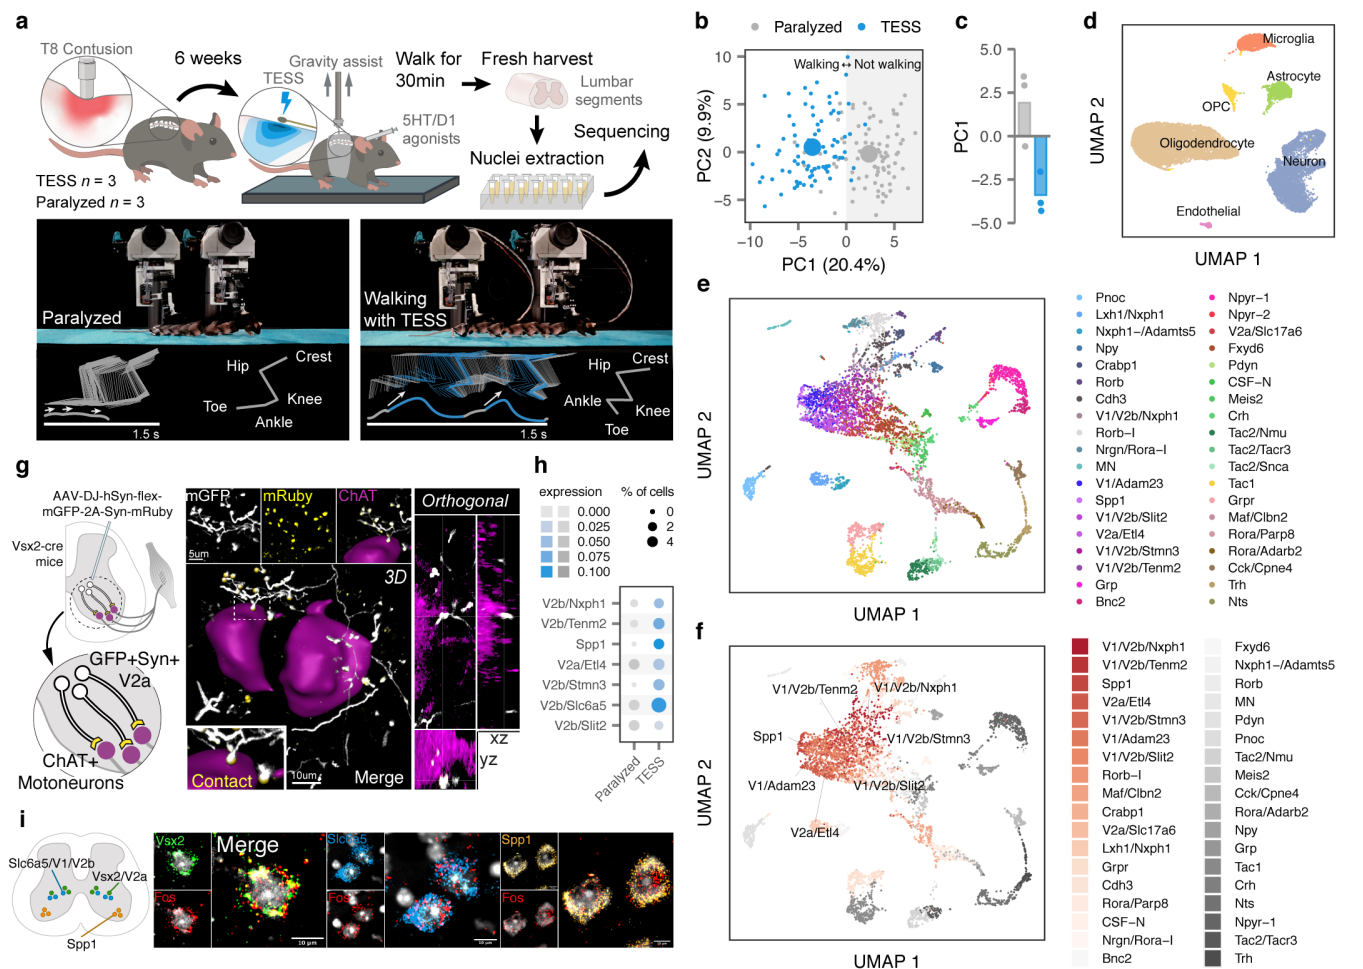 a
T8 Contusion
6 weeks
TESS
Gravity assist
5HT/D1
agonists
Walk for
30min
Fresh harvest
Lumbar
segments
Sequencing
Nuclei extraction
TESS n = 3
Paralyzed n = 3
Paralyzed
Hip
Crest
Toe
Knee
Ankle
1.5 s
Walking
with TESS
Hip
Crest
Ankle
Knee
Toe
1.5 s
b
Paralyzed
TESS
Walking ↔ Not walking
PC2 (9.9%)
10
5
0
−5
−10
−5
0
5
PC1 (20.4%)
c
PC1
5.0
2.5
0.0
−2.5
−5.0
d
Microglia
Astrocyte
OPC
Oligodendrocyte
Neuron
Endothelial
UMAP 2
UMAP 1
e
UMAP 2
UMAP 1
Pnoc
Lxh1/Nxph1
Nxph1−/Adamts5
Npy
Crabp1
Rorb
Cdh3
V1/V2b/Nxph1
Rorb−I
Nrgn/Rora−I
MN
V1/Adam23
Spp1
V1/V2b/Slit2
V2a/Etl4
V1/V2b/Stmn3
V1/V2b/Tenm2
Grp
Bnc2
Npyr−1
Npyr−2
V2a/Slc17a6
Fxyd6
Pdyn
CSF−N
Meis2
Crh
Tac2/Nmu
Tac2/Tacr3
Tac2/Snca
Tac1
Grpr
Maf/Clbn2
Rora/Parp8
Rora/Adarb2
Cck/Cpne4
Trh
Nts
f
V1/V2b/Tenm2
V1/V2b/Nxph1
Spp1
V1/V2b/Stmn3
V1/Adam23
V1/V2b/Slit2
V2a/Etl4
UMAP 2
UMAP 1
V1/V2b/Nxph1
V1/V2b/Tenm2
Spp1
V2a/Etl4
V1/V2b/Stmn3
V1/Adam23
V1/V2b/Slit2
Rorb−I
Maf/Clbn2
Crabp1
V2a/Slc17a6
Lxh1/Nxph1
Grpr
Cdh3
Rora/Parp8
CSF−N
Nrgn/Rora−I
Bnc2
Fxyd6
Nxph1−/Adamts5
Rorb
MN
Pdyn
Pnoc
Tac2/Nmu
Meis2
Cck/Cpne4
Rora/Adarb2
Npy
Grp
Tac1
Crh
Nts
Npyr−1
Tac2/Tacr3
Trh
g
AAV-DJ-hSyn-flex-
mGFP-2A-Syn-mRuby
Vsx2-cre
mice
GFP+Syn+
V2a
ChAT+
Motoneurons
mGFP
mRuby
ChAT
5um
Orthogonal
3D
Contact
10um
Merge
xz
yz
h
expression
% of cells
0.000
0.025
0.050
0.075
0.100
0
2
4
V2b/Nxph1
V2b/Tenm2
Spp1
V2a/Etl4
V2b/Stmn3
V2b/Slc6a5
V2b/Slit2
Paralyzed
TESS
i
Slc6a5/V1/V2b
Vsx2/V2a
Spp1
Vsx2
Fos
Merge
10 μm
Slc6a5
Fos
10 μm
Spp1
Fos